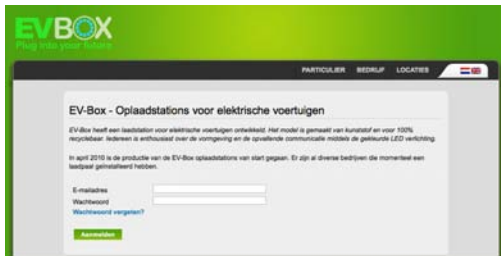 EVBOX
Plug into your future
PARTICULIER BEDRIJF LOCATIES
EV-Box - Oplaadstations voor elektrische voertuigen
EV-Box heeft een laadstation voor elektrische voertuigen ontwikkeld. Het model is gemaakt van kunststof en voor 100%
recyclebaar. Iedereen is enthousiast over de vormgeving en de opvallende communicatie middels de gekleurde LED verlichting.
In april 2010 is de productie van de EV-Box oplaadstations van start gegaan. Er zijn al diverse bedrijven die momenteel een
laadpaal geïnstalleerd hebben.
E-mailadres
Wachtwoord
Wachtwoord vergeten?
Aanmelden